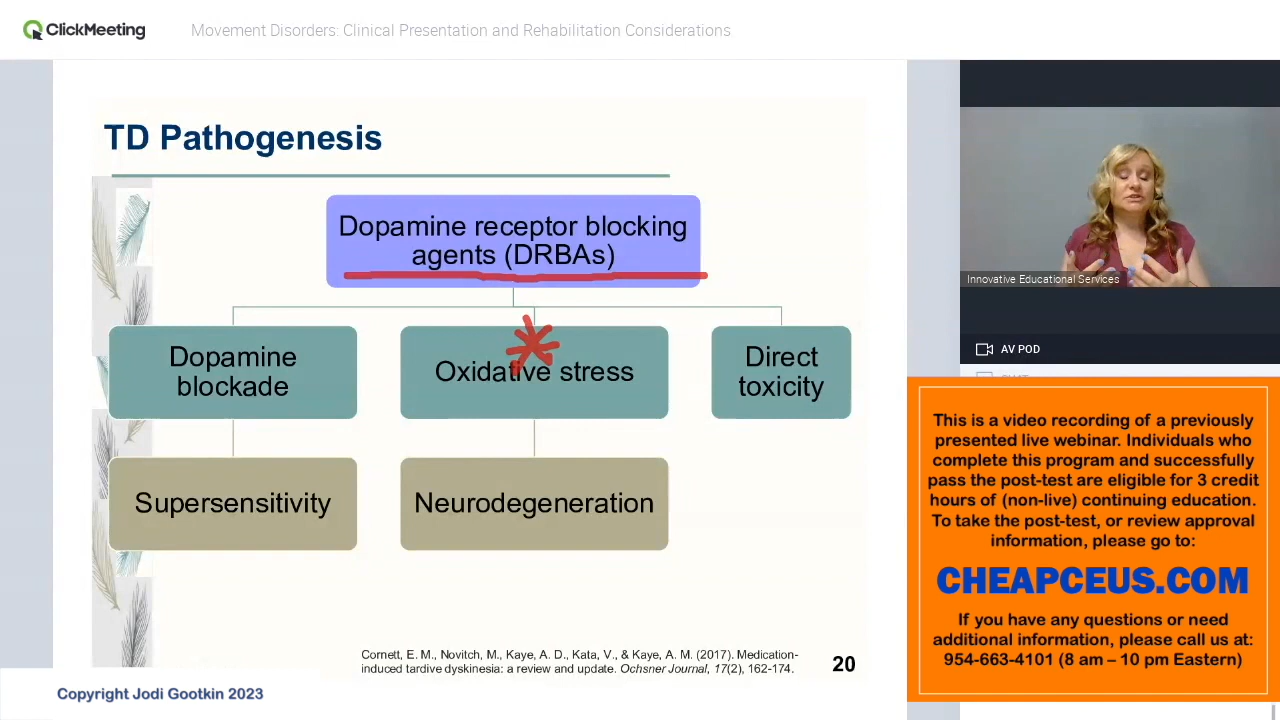 ClickMeeting
Movement Disorders: Clinical Presentation and Rehabilitation Considerations
TD Pathogenesis
Dopamine receptor blocking
agents (DRBAs)
Dopamine
blockade
Oxidative stress
Direct
toxicity
Supersensitivity
Neurodegeneration
Cornett, E. M., Novitch, M., Kaye, A. D., Kata, V., & Kaye, A. M. (2017). Medication-
induced tardive dyskinesia: a review and update. Ochsner Journal, 17(2), 162-174.
20
Copyright Jodi Gootkin 2023
Innovative Educational Services
AV POD
This is a video recording of a previously
presented live webinar. Individuals who
complete this program and successfully
pass the post-test are eligible for 3 credit
hours of (non-live) continuing education.
To take the post-test, or review approval
information, please go to:
CHEAPCEUS.COM
If you have any questions or need
additional information, please call us at:
954-663-4101 (8 am – 10 pm Eastern)